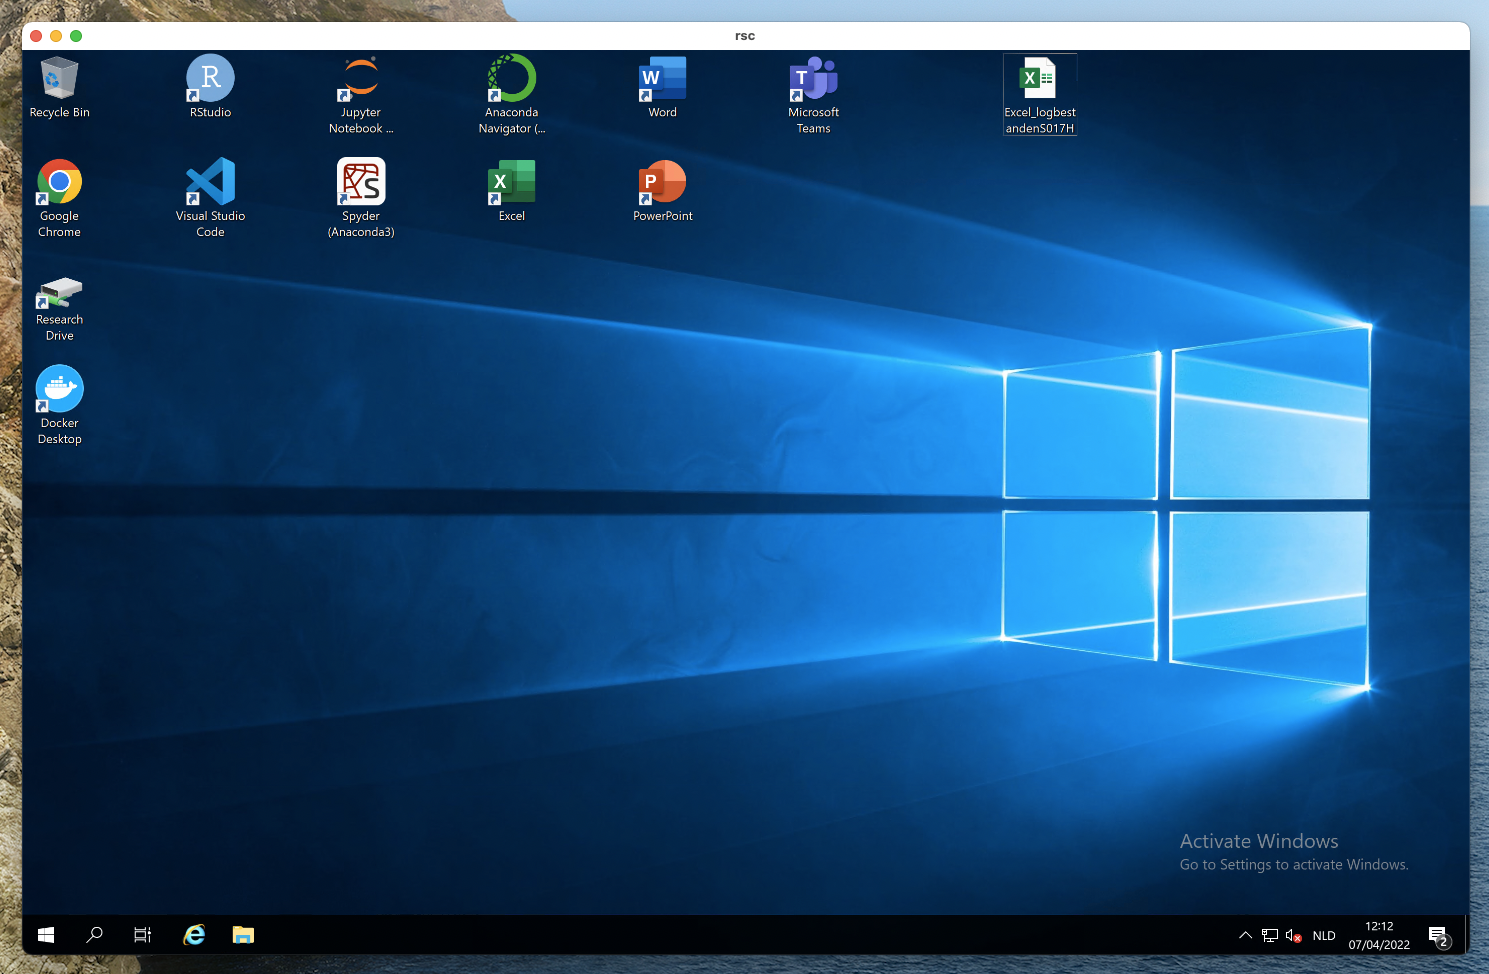 rsc
Recycle Bin
RStudio
Jupyter
Notebook ...
Anaconda
Navigator (...
Word
Microsoft
Teams
Excel_logbest
andenS017H
Google
Chrome
Visual Studio
Code
Spyder
(Anaconda3)
Excel
PowerPoint
Research
Drive
Docker
Desktop
Activate Windows
Go to Settings to activate Windows.
NLD
12:12
07/04/2022
2